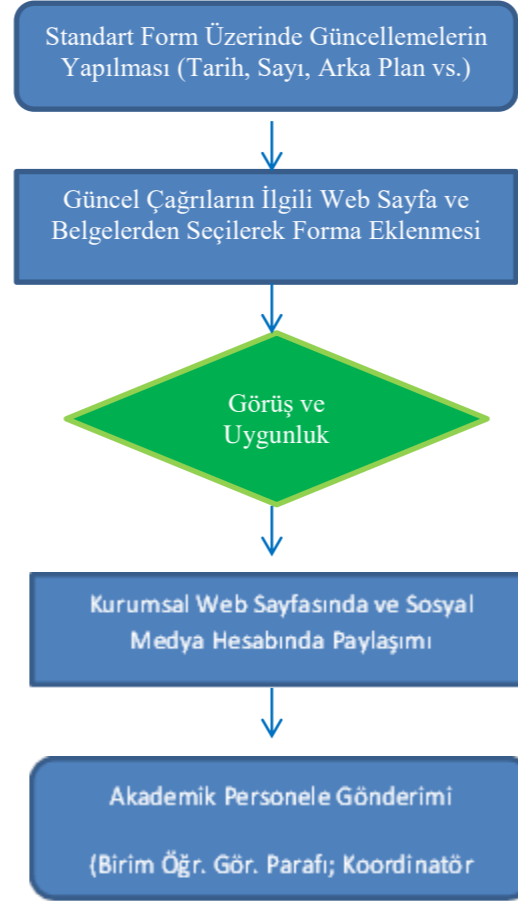 Standart Form Üzerinde Güncellemelerin
Yapılması (Tarih, Sayı, Arka Plan vs.)
Güncel Çağrıların İlgili Web Sayfa ve
Belgelerden Seçilerek Forma Eklenmesi
Görüş ve
Uygunluk
Kurumsal Web Sayfasında ve Sosyal
Medya Hesabında Paylaşımı
Akademik Personele Gönderimi
(Birim Öğr. Gör. Parafı; Koordinatör